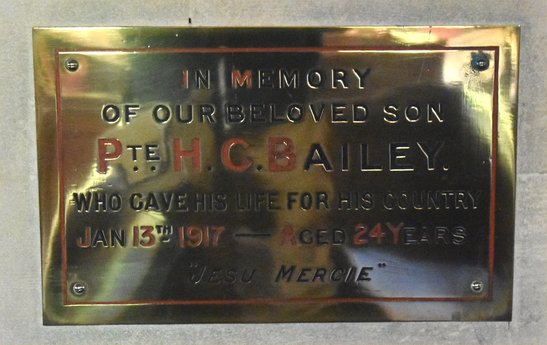 IN MEMORY
OF OUR BELOVED SON
PTE. H. C. BAILEY.
WHO GAVE HIS LIFE FOR HIS COUNTRY
JAN 13TH 1917 — AGED 24 YEARS
"JESU MERCIE"